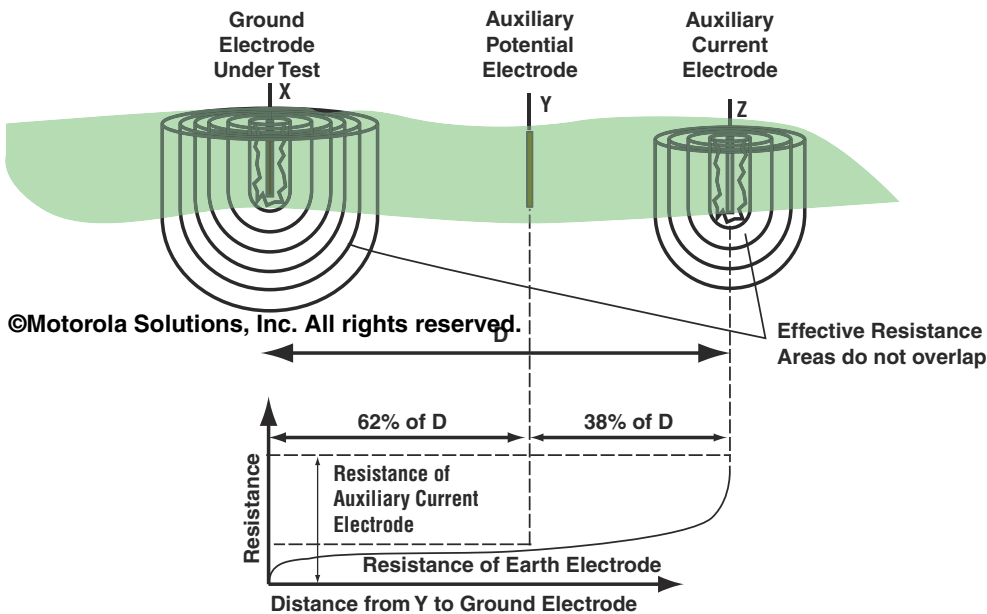 Ground
Electrode
Under Test
X
Auxiliary
Potential
Electrode
Y
Auxiliary
Current
Electrode
Z
©Motorola Solutions, Inc. All rights reserved.
D
Effective Resistance
Areas do not overlap
62% of D
38% of D
Resistance
Resistance of
Auxiliary Current
Electrode
Resistance of Earth Electrode
Distance from Y to Ground Electrode